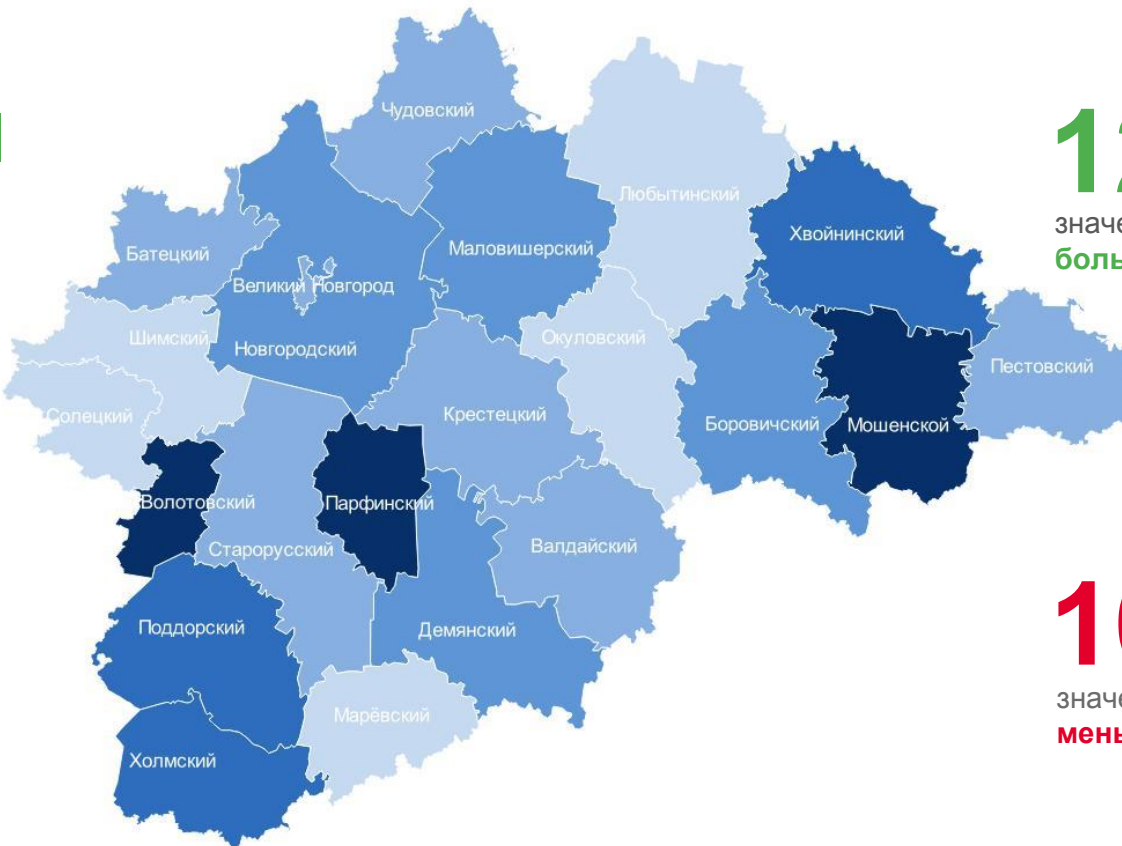 Чудовский
Любытинский
Хвойнинский
Маловишерский
Батецкий
Великий Новгород
Шимский
Новгородский
Окуловский
Пестовский
Солецкий
Крестецкий
Боровичский
Мошенской
Волотовский
Парфинский
Старорусский
Валдайский
Поддорский
Демянский
Марёвский
Холмский